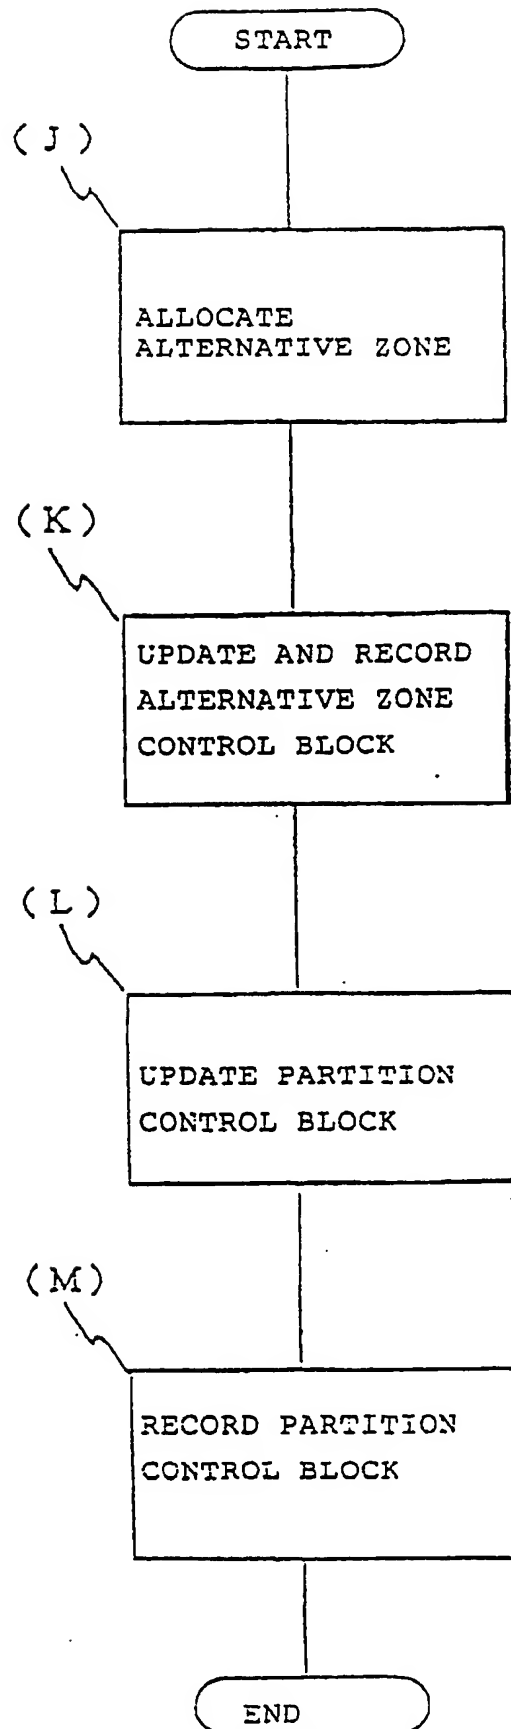 START
(J)
ALLOCATE
ALTERNATIVE ZONE
(K)
UPDATE AND RECORD
ALTERNATIVE ZONE
CONTROL BLOCK
(L)
UPDATE PARTITION
CONTROL BLOCK
(M)
RECORD PARTITION
CONTROL BLOCK
END